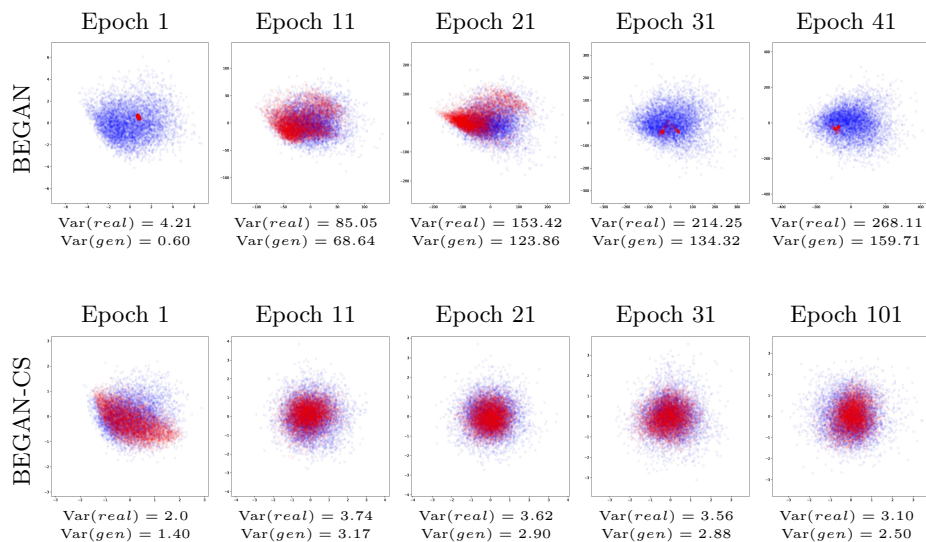 Epoch 1 Epoch 11 Epoch 21 Epoch 31 Epoch 41
BEGAN
Var(real) = 4.21 Var(real) = 85.05 Var(real) = 153.42 Var(real) = 214.25 Var(real) = 268.11
Var(gen) = 0.60 Var(gen) = 68.64 Var(gen) = 123.86 Var(gen) = 134.32 Var(gen) = 159.71
Epoch 1 Epoch 11 Epoch 21 Epoch 31 Epoch 101
BEGAN-CS
Var(real) = 2.0 Var(real) = 3.74 Var(real) = 3.62 Var(real) = 3.56 Var(real) = 3.10
Var(gen) = 1.40 Var(gen) = 3.17 Var(gen) = 2.90 Var(gen) = 2.88 Var(gen) = 2.50